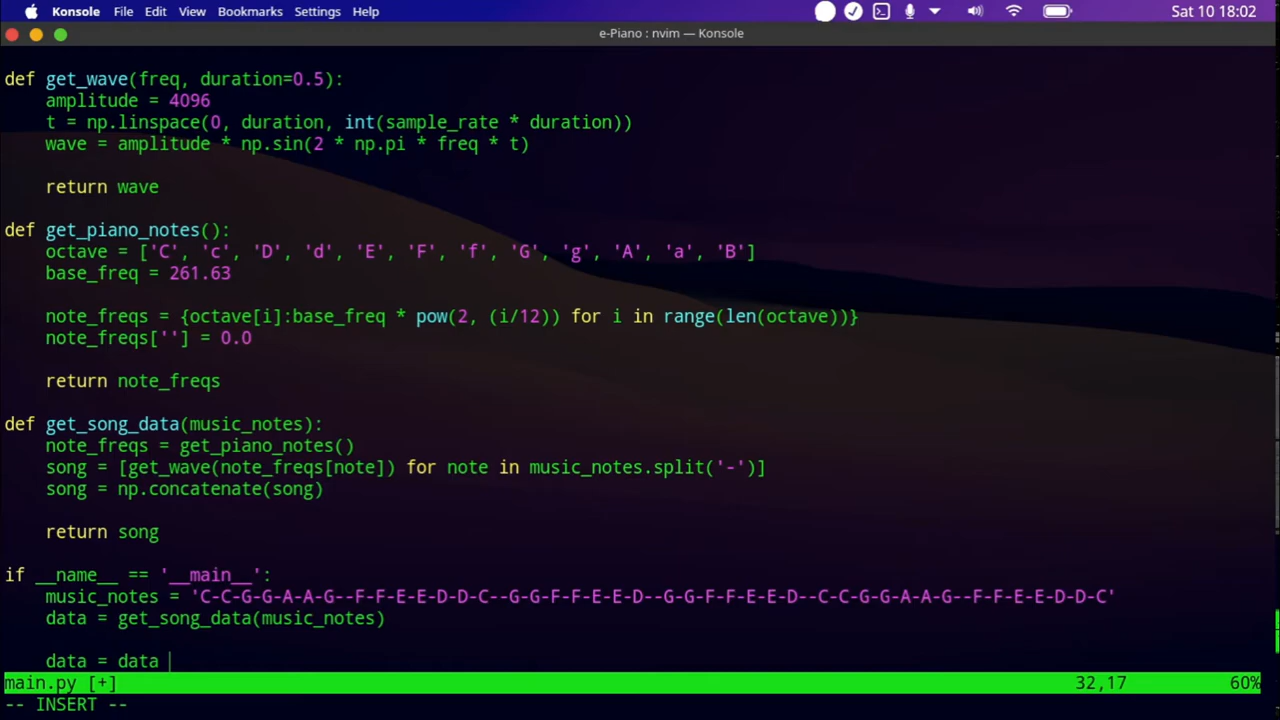 Konsole File Edit View Bookmarks Settings Help Sat 10 18:02
e-Piano : nvim — Konsole
def get_wave(freq, duration=0.5):
    amplitude = 4096
    t = np.linspace(0, duration, int(sample_rate * duration))
    wave = amplitude * np.sin(2 * np.pi * freq * t)
    return wave
def get_piano_notes():
    octave = ['C', 'c', 'D', 'd', 'E', 'F', 'f', 'G', 'g', 'A', 'a', 'B']
    base_freq = 261.63
    note_freqs = {octave[i]:base_freq * pow(2, (i/12)) for i in range(len(octave))}
    note_freqs[''] = 0.0
    return note_freqs
def get_song_data(music_notes):
    note_freqs = get_piano_notes()
    song = [get_wave(note_freqs[note]) for note in music_notes.split('-')]
    song = np.concatenate(song)
    return song
if __name__ == '__main__':
    music_notes = 'C-C-G-G-A-A-G--F-F-E-E-D-D-C--G-G-F-F-E-E-D--G-G-F-F-E-E-D--C-C-G-G-A-A-G--F-F-E-E-D-D-C'
    data = get_song_data(music_notes)
    data = data
main.py [+] 32,17 60%
-- INSERT --